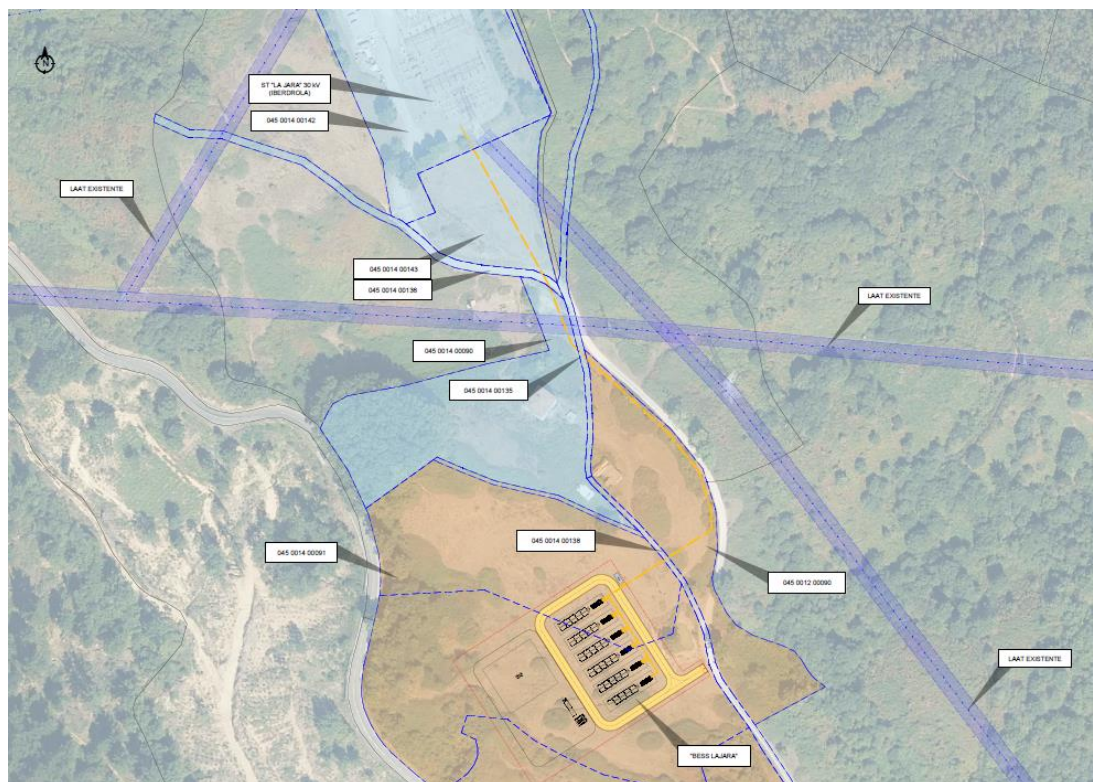 N
ST "LA JARA" 30 kV
(IBERDROLA)
045 0014 00142
LAAT EXISTENTE
045 0014 00143
045 0014 00136
LAAT EXISTENTE
045 0014 00090
045 0014 00135
045 0014 00138
045 0014 00091
045 0012 00090
LAAT EXISTENTE
"BESS LAJARA"